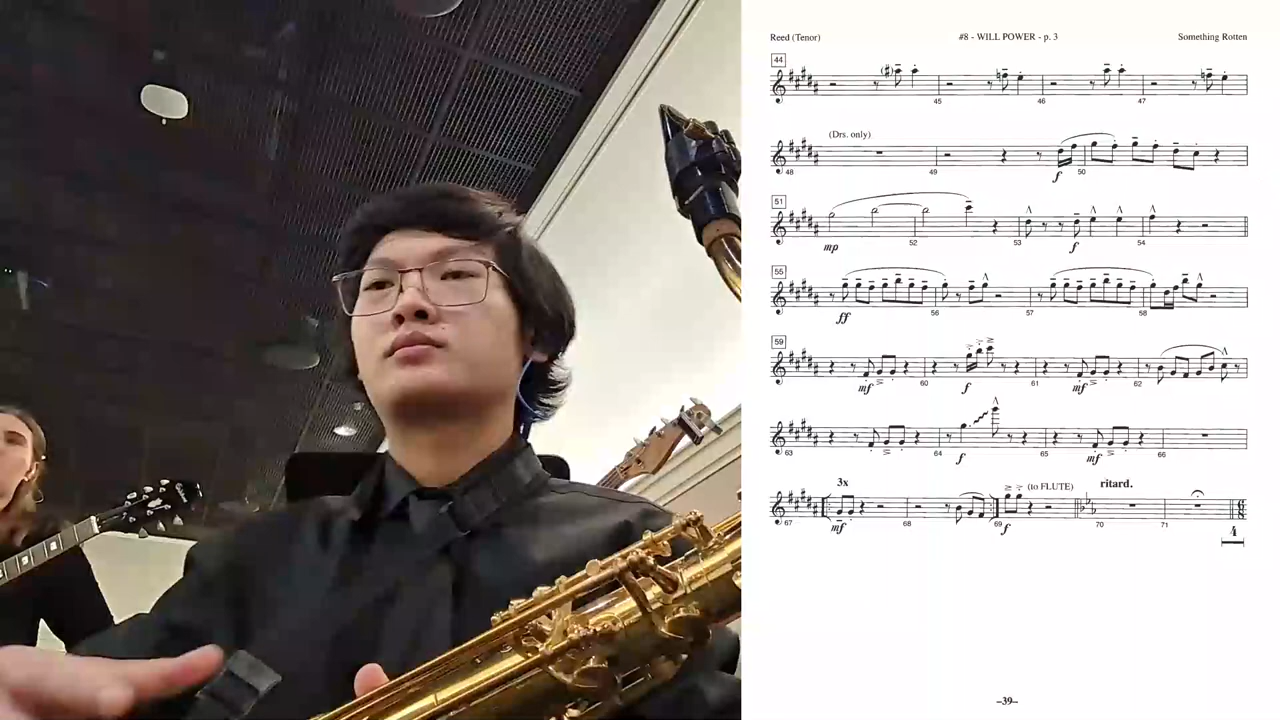 Reed (Tenor) #8 - WILL POWER - p. 3 Something Rotten
44
45 46 47
(Drs. only)
48 49 f 50
51
mp 52 53 f 54
55
ff 56 57 58
59
mf 60 f 61 mf 62
63 64 f 65 mf 66
3x (to FLUTE) ritard.
67 mf 68 69 f 70 71 6 8
4
–39–